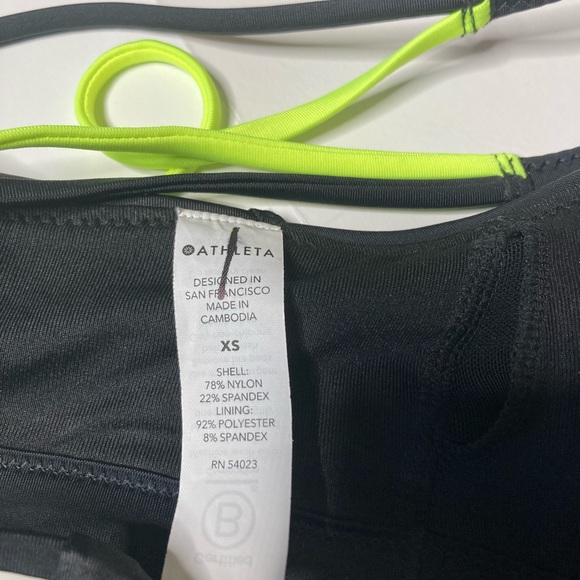 ATHLETA
DESIGNED IN
SAN FRANCISCO
MADE IN
CAMBODIA
XS
SHELL:
78% NYLON
22% SPANDEX
LINING:
92% POLYESTER
8% SPANDEX
RN 54023
B
Certified